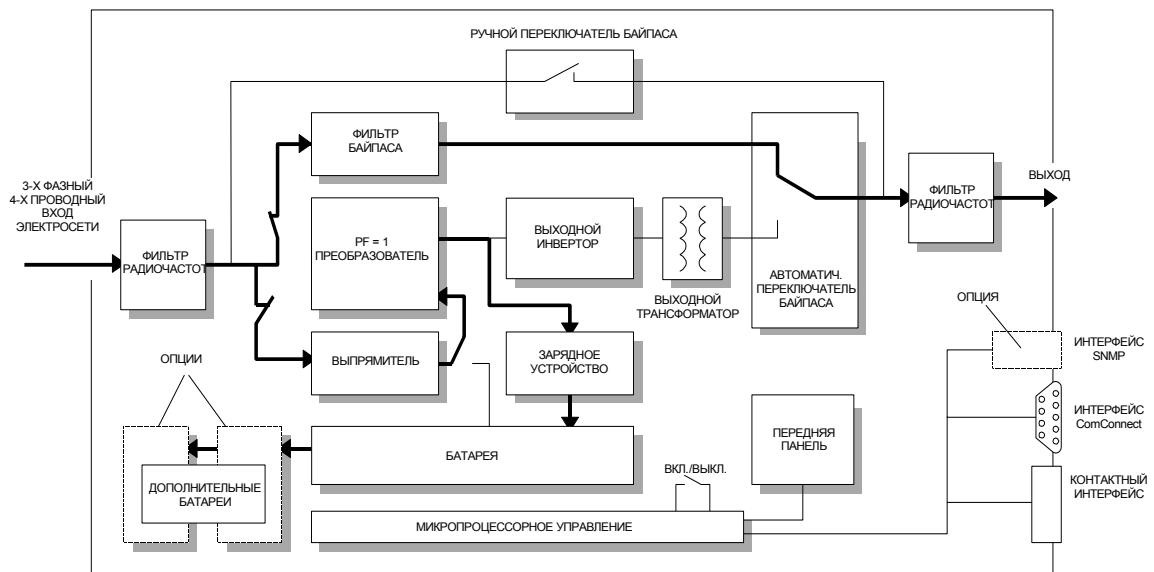 РУЧНОЙ ПЕРЕКЛЮЧАТЕЛЬ БАЙПАСА
ФИЛЬТР
БАЙПАСА
3-Х ФАЗНЫЙ
4-Х ПРОВОДНЫЙ
ВХОД
ЭЛЕКТРОСЕТИ
ФИЛЬТР
РАДИОЧАСТОТ
PF = 1
ПРЕОБРАЗОВАТЕЛЬ
ВЫХОДНОЙ
ИНВЕРТОР
ВЫХОДНОЙ
ТРАНСФОРМАТОР
АВТОМАТИЧ.
ПЕРЕКЛЮЧАТЕЛЬ
БАЙПАСА
ФИЛЬТР
РАДИОЧАСТОТ
ВЫХОД
ОПЦИЯ
ИНТЕРФЕЙС
SNMP
ВЫПРЯМИТЕЛЬ
ЗАРЯДНОЕ
УСТРОЙСТВО
ОПЦИИ
ИНТЕРФЕЙС
ComConnect
БАТАРЕЯ
ПЕРЕДНЯЯ
ПАНЕЛЬ
ДОПОЛНИТЕЛЬНЫЕ
БАТАРЕИ
ВКЛ./ВЫКЛ.
КОНТАКТНЫЙ
ИНТЕРФЕЙС
МИКРОПРОЦЕССОРНОЕ УПРАВЛЕНИЕ